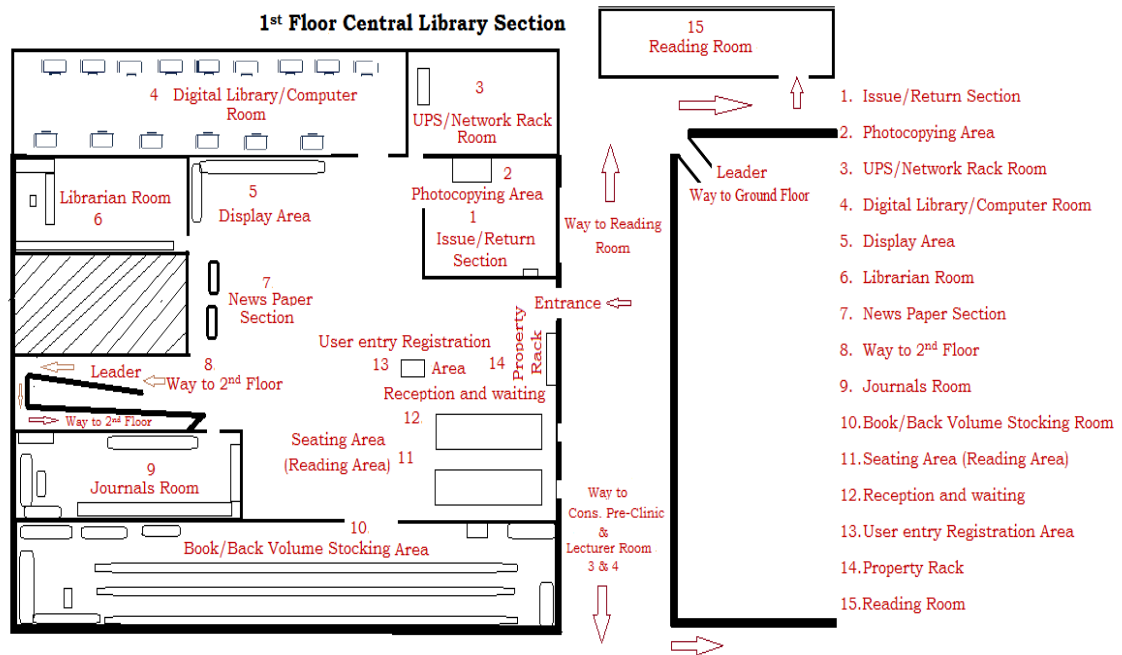 1st Floor Central Library Section
15
Reading Room
4 Digital Library/Computer
Room
3
UPS/Network Rack
Room
Librarian Room
6
5
Display Area
2
Photocopying Area
1
Issue/Return
Section
Way to Reading
Room
Leader
Way to Ground Floor
7
News Paper
Section
Entrance
Property
Rack
User entry Registration
13 Area 14
Reception and waiting
8.
Leader
Way to 2nd Floor
Way to 2nd Floor
12.
Seating Area
(Reading Area) 11
9
Journals Room
Way to
Cons. Pre-Clinic
&
Lecturer Room
3 & 4
10.
Book/Back Volume Stocking Area
1. Issue/Return Section
2. Photocopying Area
3. UPS/Network Rack Room
4. Digital Library/Computer Room
5. Display Area
6. Librarian Room
7. News Paper Section
8. Way to 2nd Floor
9. Journals Room
10.Book/Back Volume Stocking Room
11.Seating Area (Reading Area)
12.Reception and waiting
13.User entry Registration Area
14.Property Rack
15.Reading Room